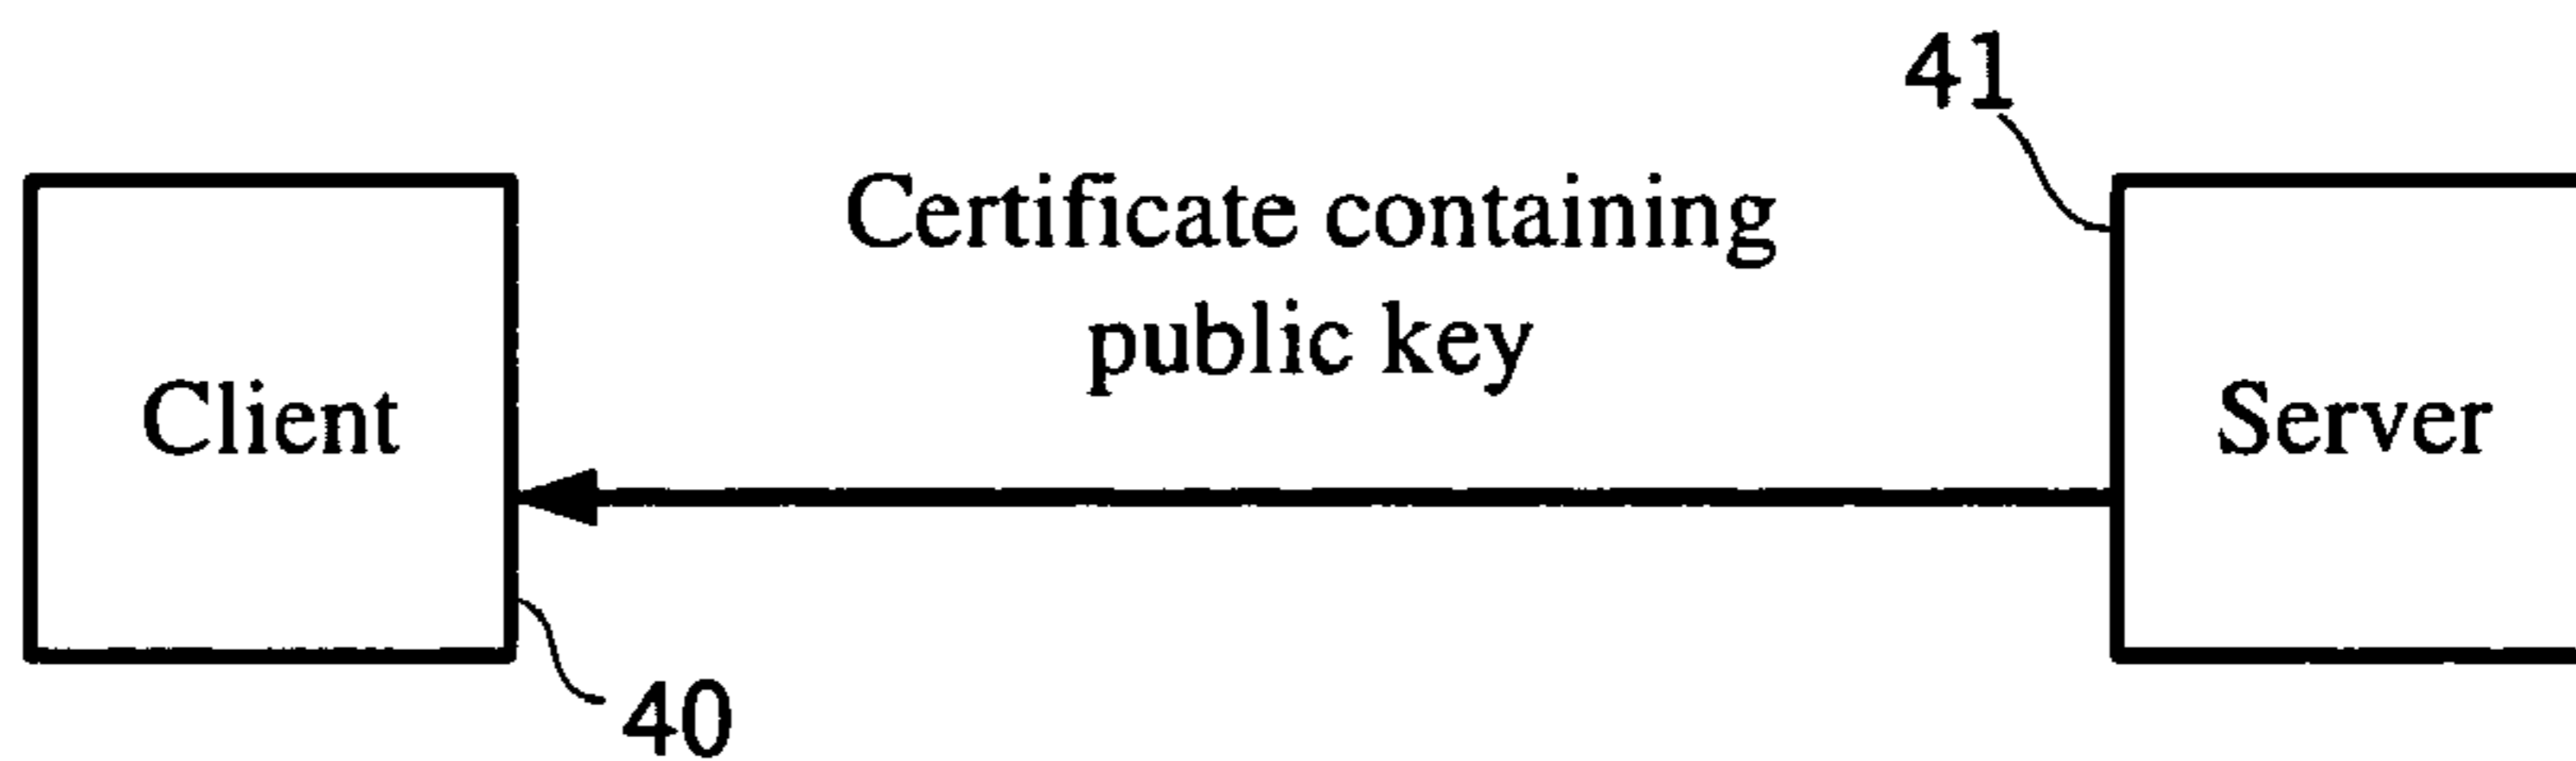 41
Certificate containing
public key
Client
Server
40